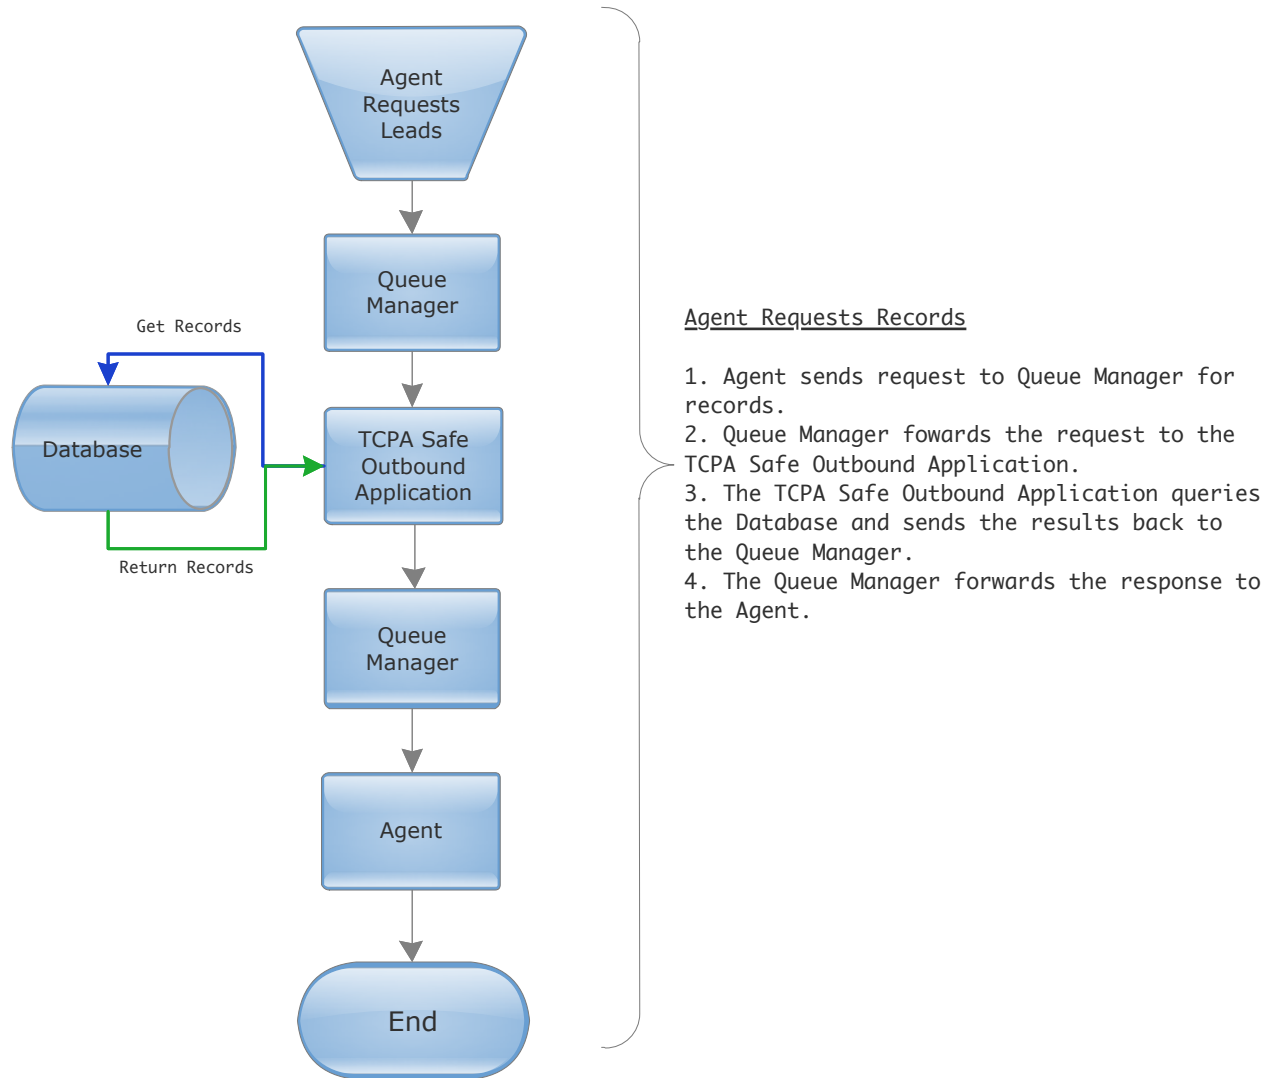 Agent
Requests
Leads
Queue
Manager
Get Records
Database
TCPA Safe
Outbound
Application
Return Records
Queue
Manager
Agent
End
Agent Requests Records
1. Agent sends request to Queue Manager for
records.
2. Queue Manager fowards the request to the
TCPA Safe Outbound Application.
3. The TCPA Safe Outbound Application queries
the Database and sends the results back to
the Queue Manager.
4. The Queue Manager forwards the response to
the Agent.